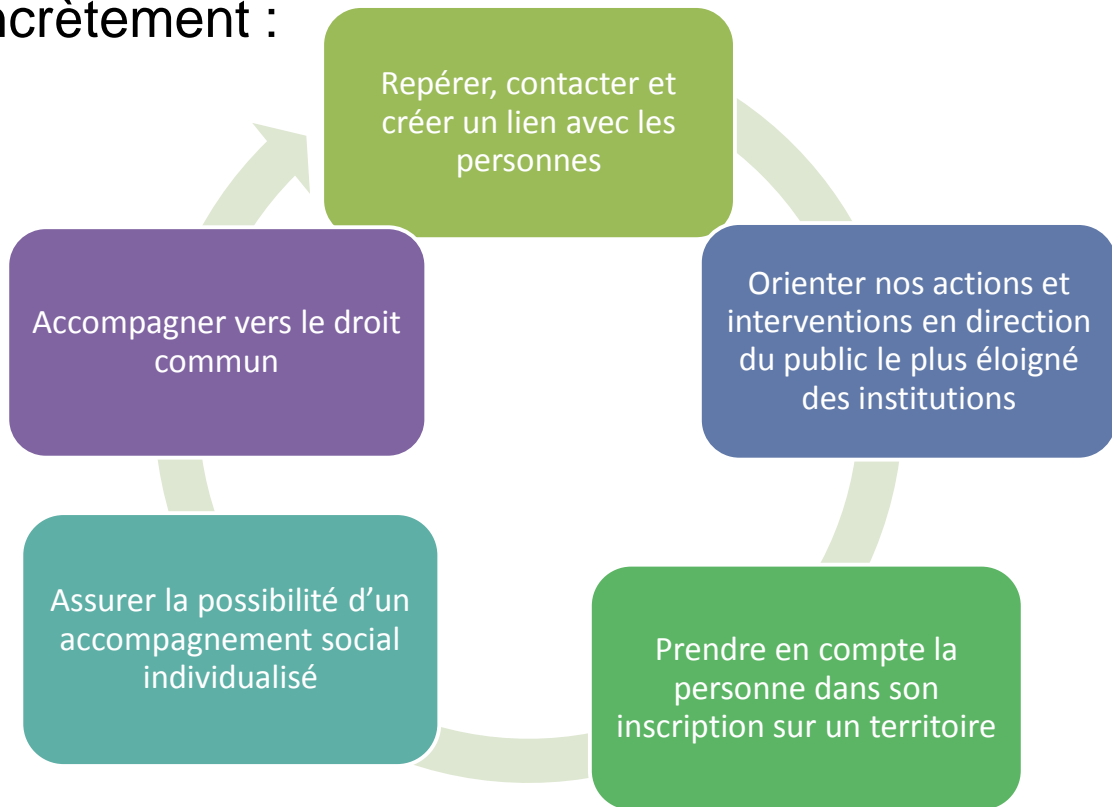 ncrètement :
Repérer, contacter et
créer un lien avec les
personnes
Orenter nos actions et
interventions en direction
du public le plus éloigné
des institutions
Prendre en compte la
personne dans son
inscription sur un territoire
Assurer la possibilité d’un
accompagnement social
individualisé
Accompagner vers le droit
commun